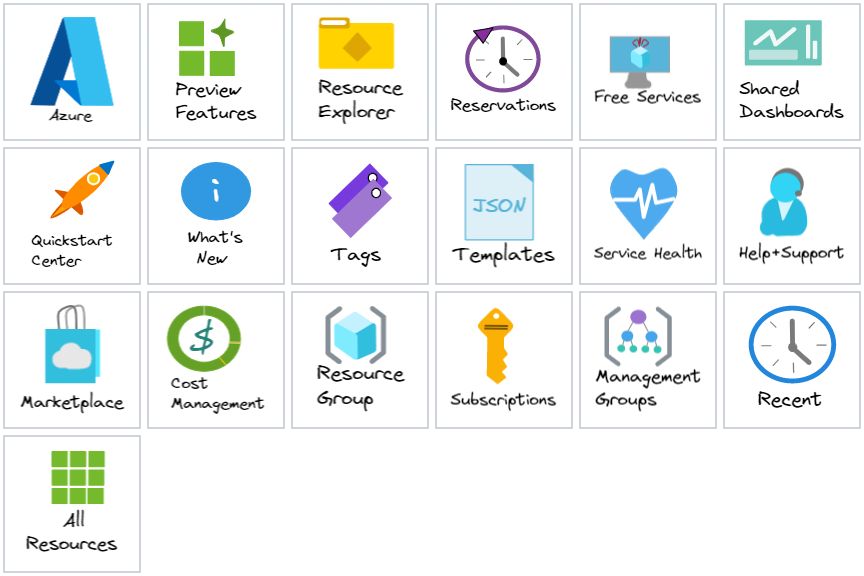 Azure
Preview
Features
Resource
Explorer
Reservations
Free Services
Shared
Dashboards
Quickstart
Center
i
What's
New
Tags
JSON
Templates
Service Health
Help+Support
Marketplace
$
Cost
Management
Resource
Group
Subscriptions
Management
Groups
Recent
All
Resources